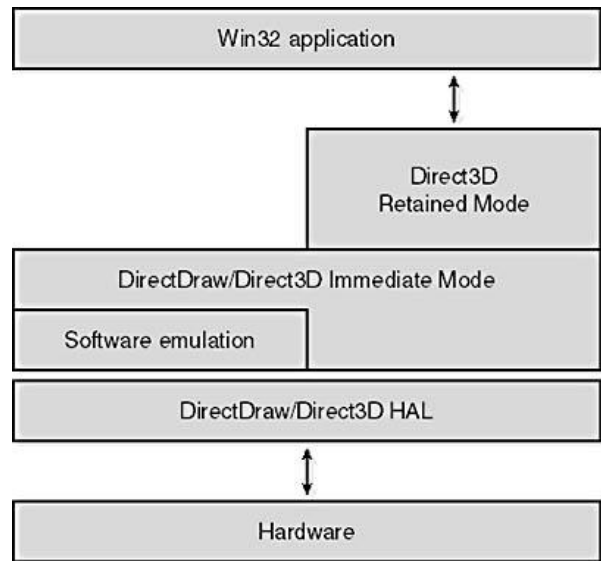 Win32 application
Direct3D
Retained Mode
DirectDraw/Direct3D Immediate Mode
Software emulation
DirectDraw/Direct3D HAL
Hardware